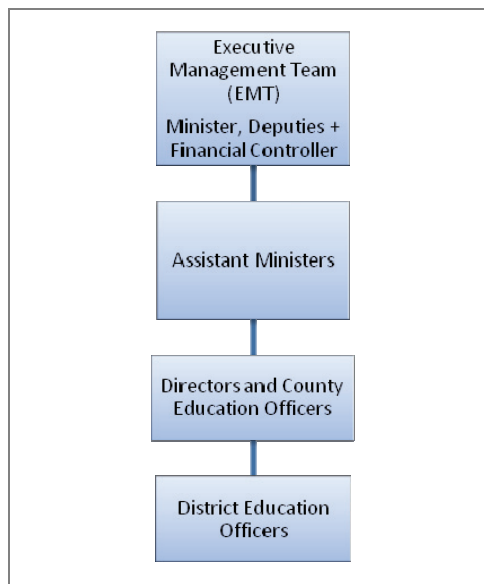 Executive
Management Team
(EMT)
Minister, Deputies +
Financial Controller
Assistant Ministers
Directors and County
Education Officers
District Education
Officers